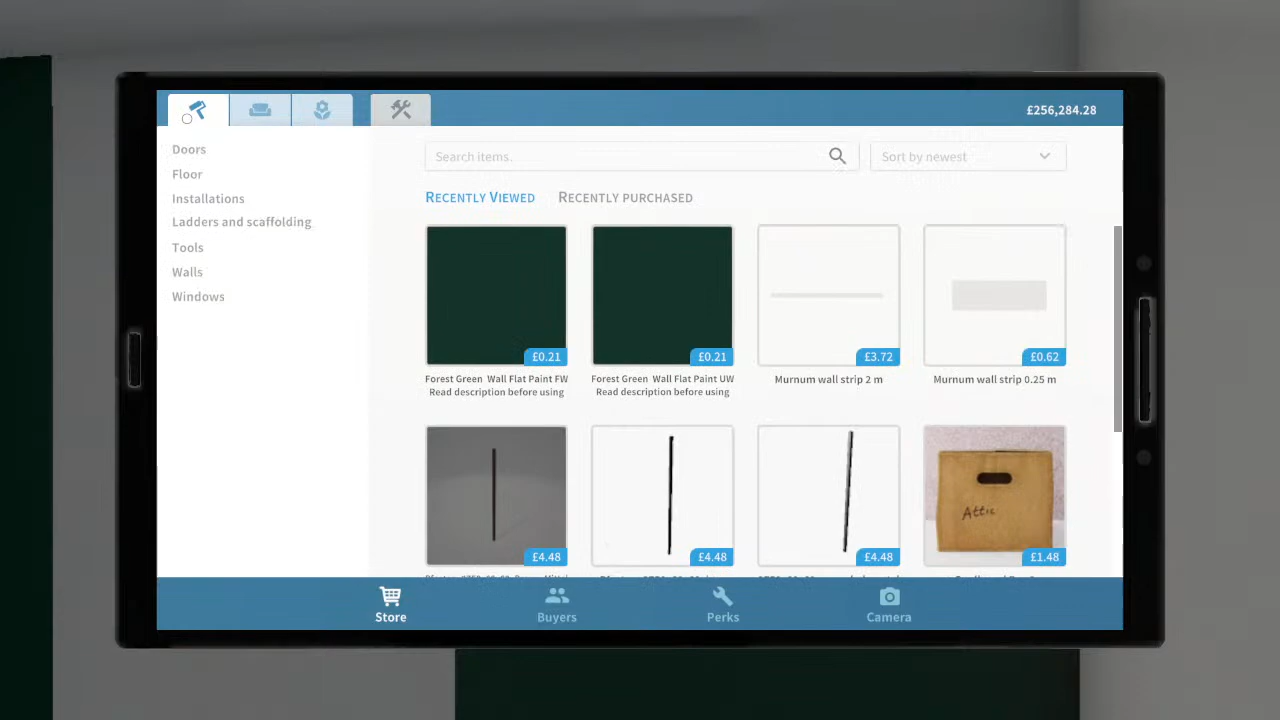 £256,284.28
Doors
Floor
Installations
Ladders and scaffolding
Tools
Walls
Windows
Search items.
Sort by newest
RECENTLY VIEWED
RECENTLY PURCHASED
£0.21
£0.21
£3.72
£0.62
Forest Green Wall Flat Paint FW
Read description before using
Forest Green Wall Flat Paint UW
Read description before using
Murnum wall strip 2 m
Murnum wall strip 0.25 m
Attic
£4.48
£4.48
£4.48
£1.48
Store
Buyers
Perks
Camera